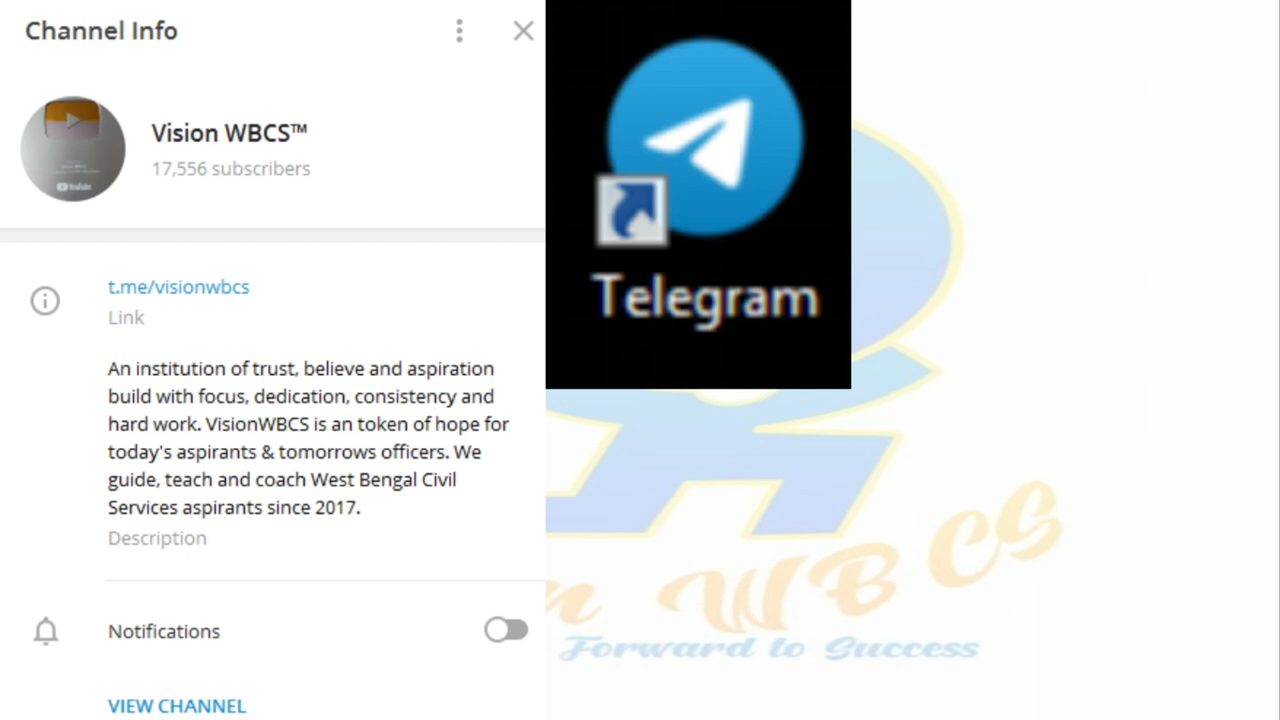 Channel Info
Vision WBCS™
17,556 subscribers
YouTube
t.me/visionwbcs
Link
An institution of trust, believe and aspiration
build with focus, dedication, consistency and
hard work. VisionWBCS is an token of hope for
today's aspirants & tomorrows officers. We
guide, teach and coach West Bengal Civil
Services aspirants since 2017.
Description
Notifications
VIEW CHANNEL
Telegram
n WBCS
Forward to Success